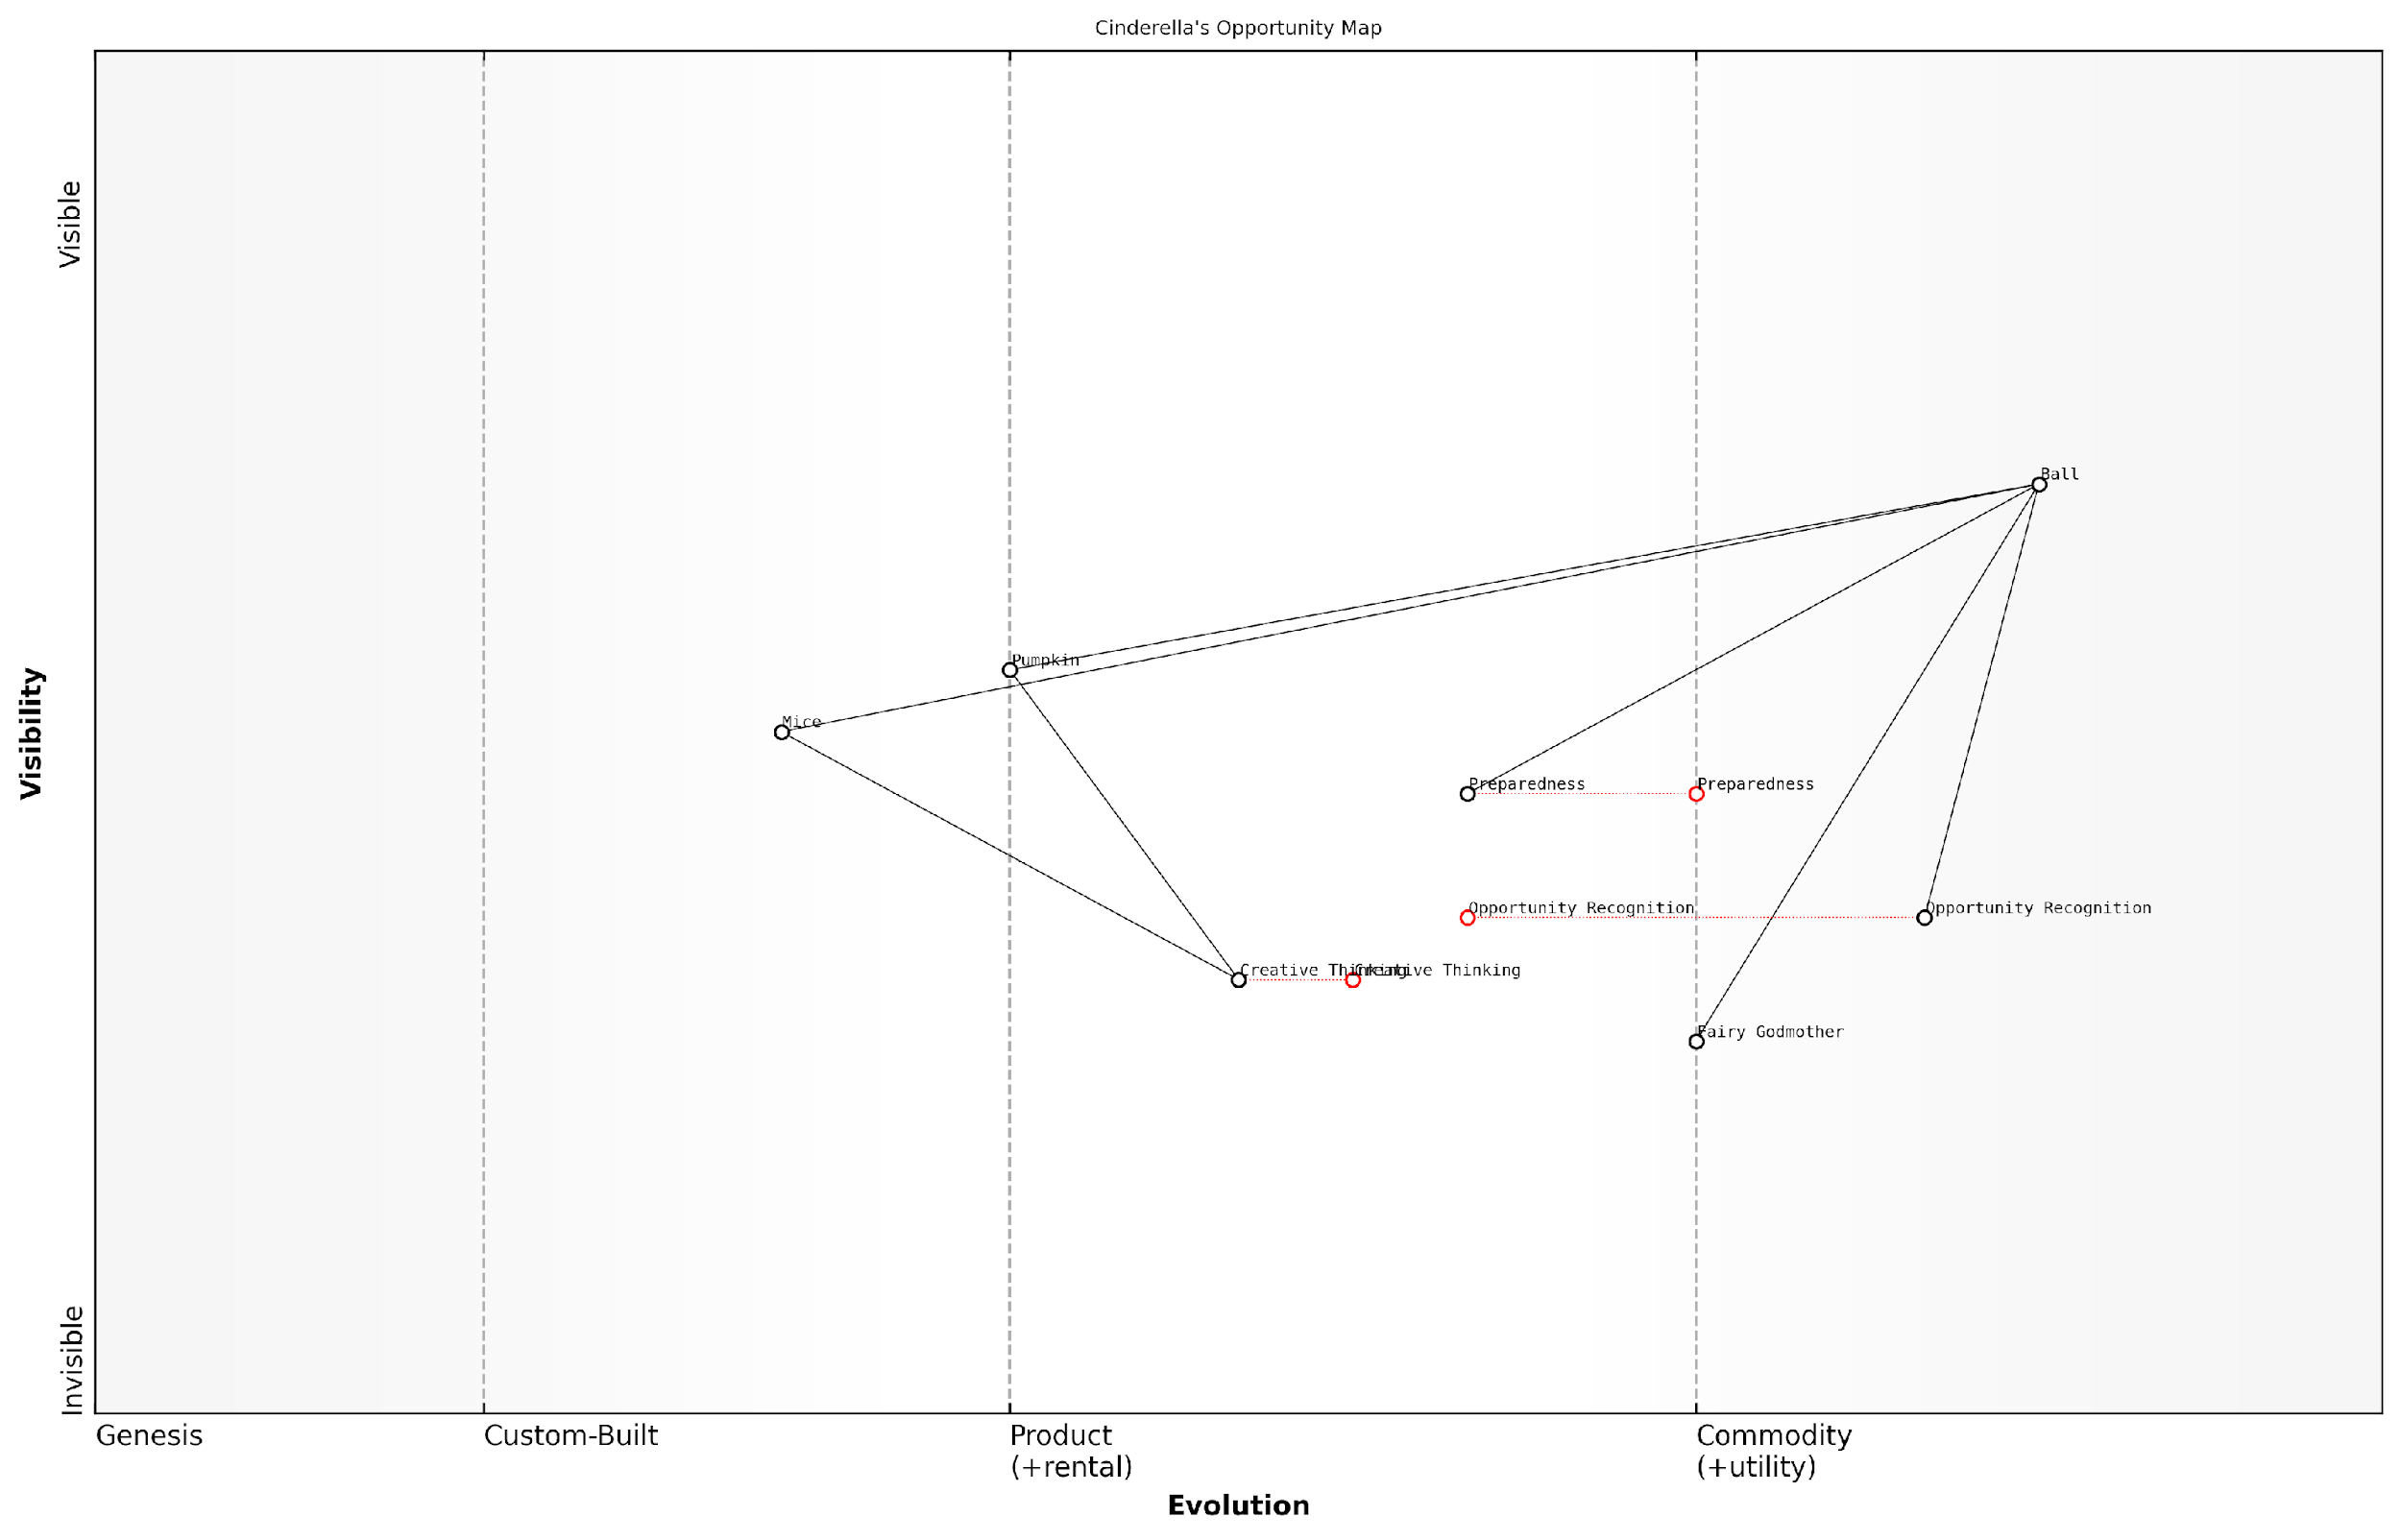 Cinderella's Opportunity Map
Visible
Visibility
Invisible
Ball
Pumpkin
Mice
Preparedness
Preparedness
Opportunity Recognition
Opportunity Recognition
Creative Thinking
Creative Thinking
Fairy Godmother
Genesis
Custom-Built
Product
(+rental)
Commodity
(+utility)
Evolution